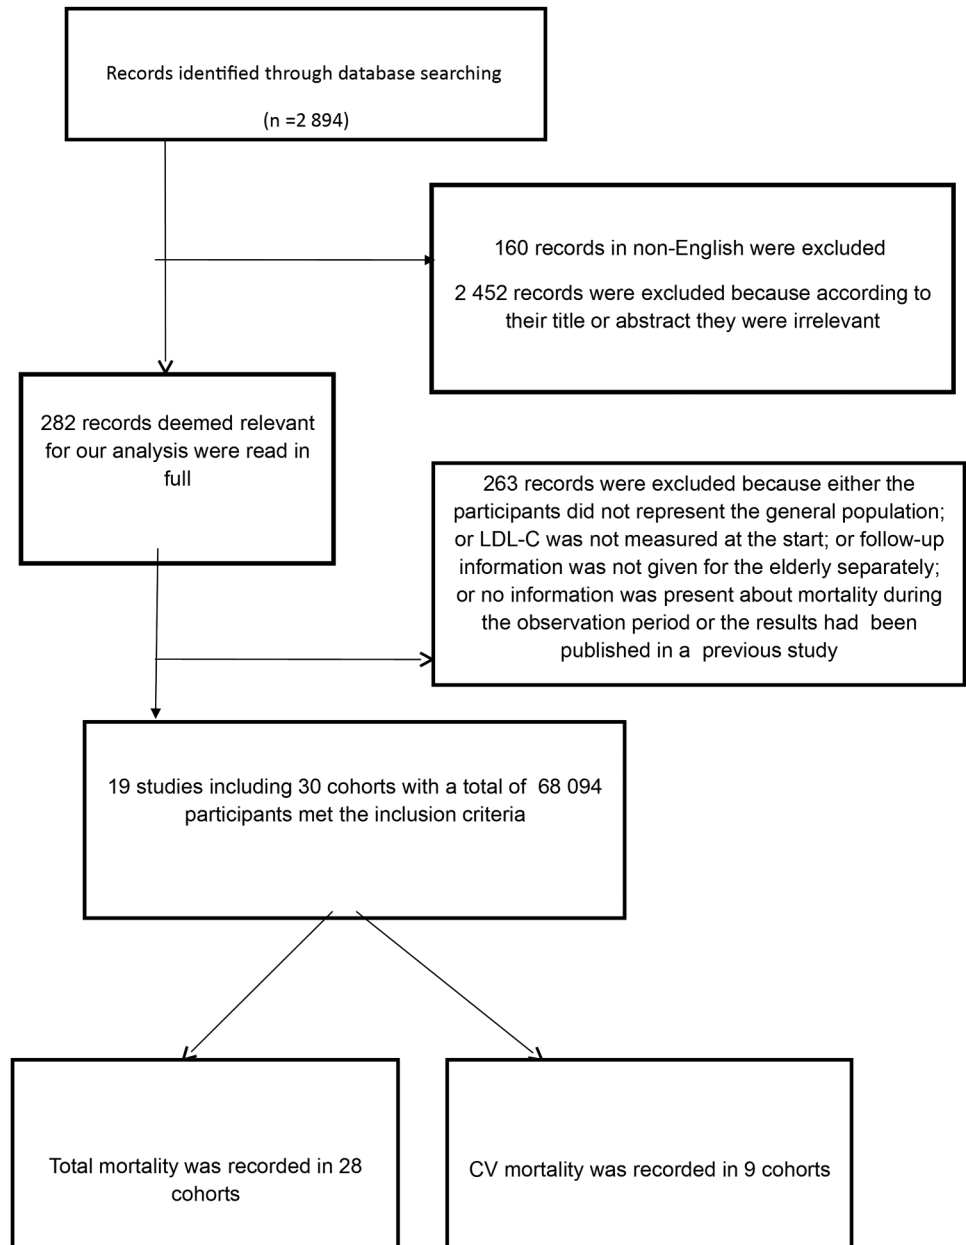 Records identified through database searching
(n =2 894)
160 records in non-English were excluded
2 452 records were excluded because according to
their title or abstract they were irrelevant
282 records deemed relevant
for our analysis were read in
full
263 records were excluded because either the
participants did not represent the general population;
or LDL-C was not measured at the start; or follow-up
information was not given for the elderly separately;
or no information was present about mortality during
the observation period or the results had been
published in a previous study
19 studies including 30 cohorts with a total of 68 094
participants met the inclusion criteria
Total mortality was recorded in 28
cohorts
CV mortality was recorded in 9 cohorts